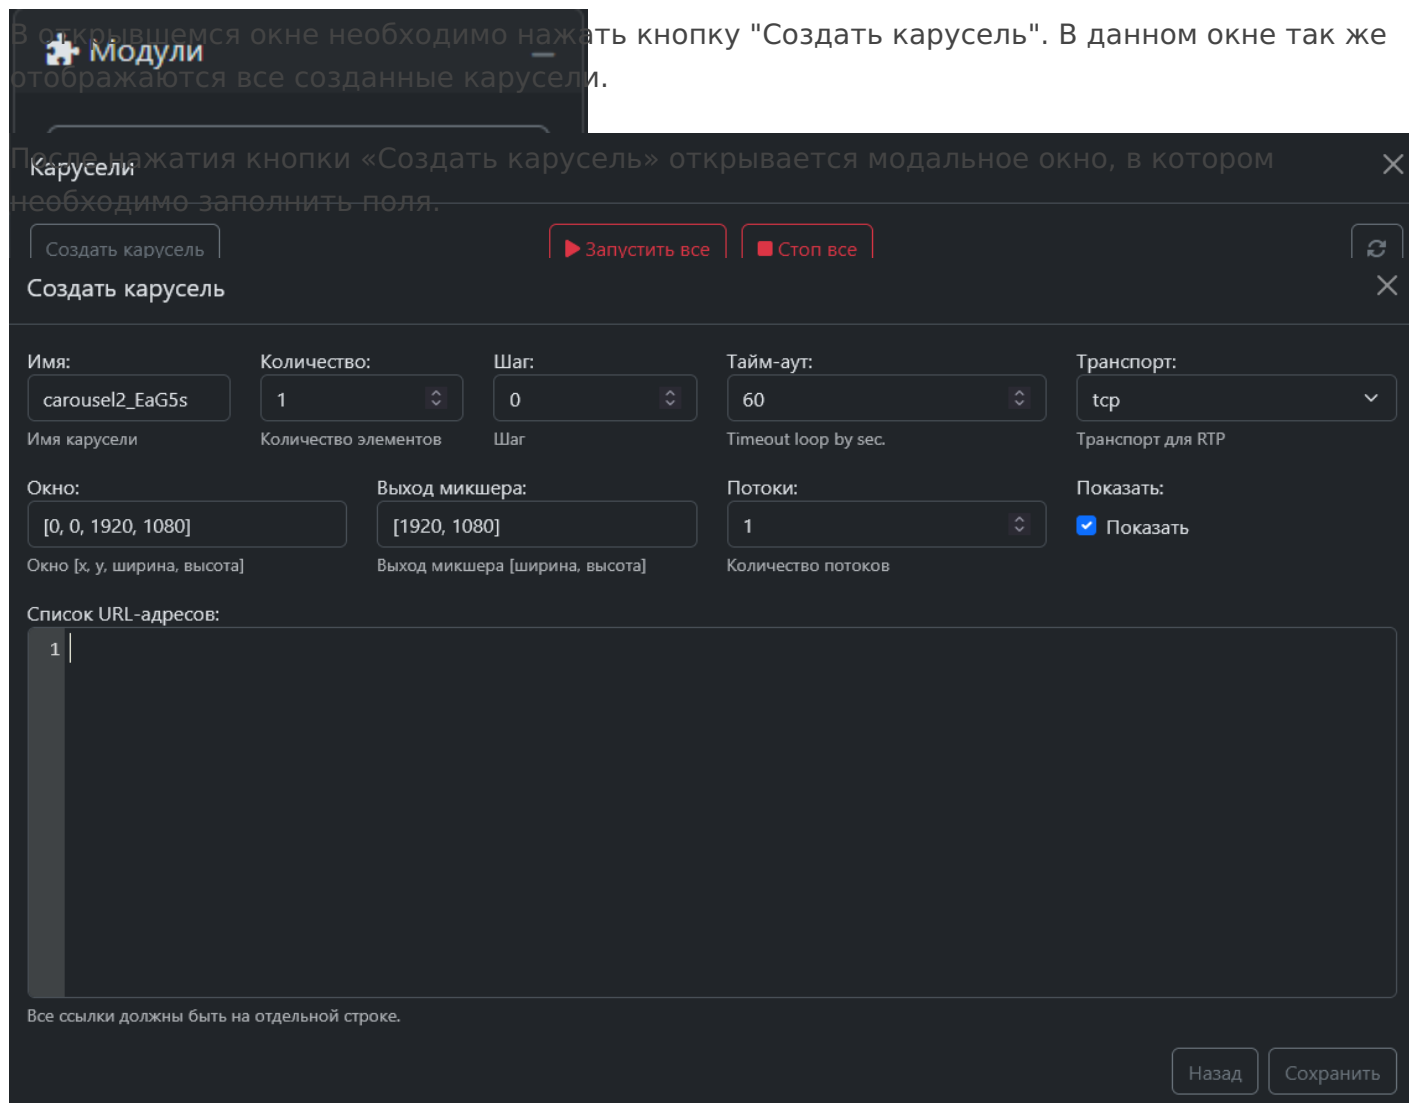 В открывшемся окне необходимо нажать кнопку "Создать карусель". В данном окне так же
Модули
отображаются все созданные карусели.
После нажатия кнопки «Создать карусель» открывается модальное окно, в котором
Карусели
необходимо заполнить поля.
Создать карусель Запустить все Стоп все
Создать карусель
Имя: Количество: Шаг: Тайм-аут: Транспорт:
carousel2_EaG5s 1 0 60 tcp
Имя карусели Количество элементов Шаг Timeout loop by sec. Транспорт для RTP
Окно: Выход микшера: Потоки: Показать:
[0, 0, 1920, 1080] [1920, 1080] 1 Показать
Окно [x, y, ширина, высота] Выход микшера [ширина, высота] Количество потоков
Список URL-адресов:
1
Все ссылки должны быть на отдельной строке.
Назад Сохранить